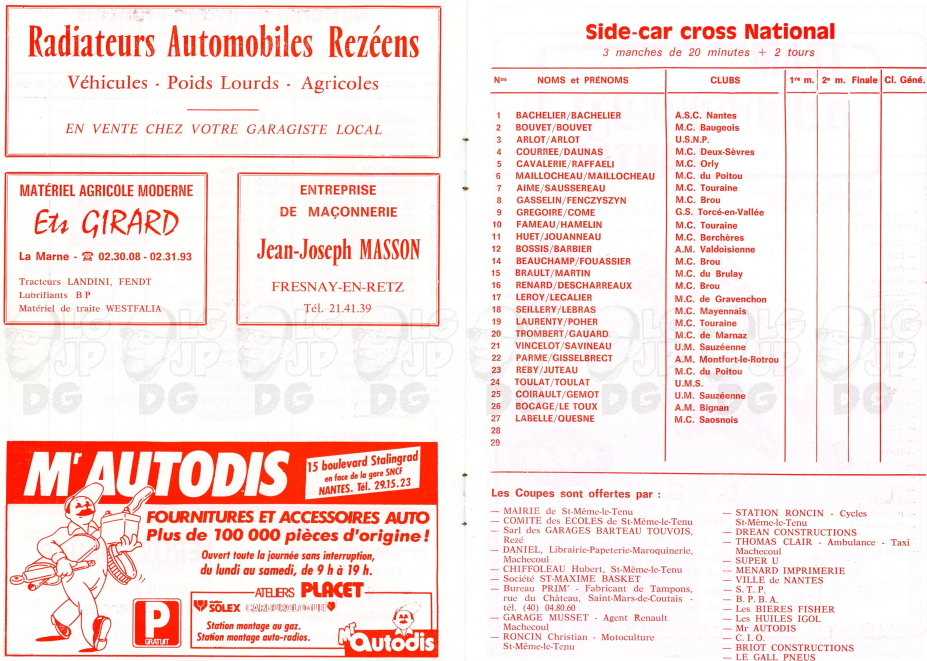 Radiateurs Automobiles Rezéens
Véhicules - Poids Lourds - Agricoles
EN VENTE CHEZ VOTRE GARAGISTE LOCAL
MATÉRIEL AGRICOLE MODERNE
Ets GIRARD
La Marne - ☎ 02.30.08 - 02.31.93
Tracteurs LANDINI, FENDT
Lubrifiants B P
Matériel de traite WESTFALIA
ENTREPRISE
DE MAÇONNERIE
Jean-Joseph MASSON
FRESNAY-EN-RETZ
Tél. 21.41.39
Mr AUTODIS
15 boulevard Stalingrad
en face de la gare SNCF
NANTES. Tél. 29.15.23
FOURNITURES ET ACCESSOIRES AUTO
Plus de 100 000 pièces d'origine!
Ouvert toute la journée sans interruption,
du lundi au samedi, de 9 h à 19 h.
ATELIERS PLACET
SOLEX
Station montage au gaz.
Station montage auto-radios.
P
GRATUIT
Mr autodis
Side-car cross National
3 manches de 20 minutes + 2 tours
Nos NOMS et PRÉNOMS CLUBS 1re m. 2e m. Finale Cl. Géné.
1 BACHELIER/BACHELIER A.S.C. Nantes
2 BOUVET/BOUVET M.C. Baugeois
3 ARLOT/ARLOT U.S.N.P.
4 COURREE/DAUNAS M.C. Deux-Sèvres
5 CAVALERIE/RAFFAELI M.C. Orly
6 MAILLOCHEAU/MAILLOCHEAU M.C. du Poitou
7 AIME/SAUSSEREAU M.C. Touraine
8 GASSELIN/FENCZYSZYN M.C. Brou
9 GREGOIRE/COME G.S. Torcé-en-Vallée
10 FAMEAU/HAMELIN M.C. Touraine
11 HUET/JOUANNEAU M.C. Berchères
12 BOSSIS/BARBIER A.M. Valdoisienne
14 BEAUCHAMP/FOUASSIER M.C. Brou
15 BRAULT/MARTIN M.C. du Brulay
16 RENARD/DESCHARREAUX M.C. Brou
17 LEROY/LECALIER M.C. de Gravenchon
18 SEILLERY/LEBRAS M.C. Mayennais
19 LAURENTY/POHER M.C. Touraine
20 TROMBERT/GAUARD M.C. de Marnaz
21 VINCELOT/SAVINEAU U.M. Sauzéenne
22 PARME/GISSELBRECT A.M. Montfort-le-Rotrou
23 REBY/JUTEAU M.C. du Poitou
24 TOULAT/TOULAT U.M.S.
25 COIRAULT/GEMOT U.M. Sauzéenne
26 BOCAGE/LE TOUX A.M. Bignan
27 LABELLE/QUESNE M.C. Saosnois
28
29
Les Coupes sont offertes par :
— MAIRIE de St-Même-le-Tenu
— COMITE des ECOLES de St-Même-le-Tenu
— Sarl des GARAGES BARTEAU TOUVOIS,
Rezé
— DANIEL, Librairie-Papeterie-Maroquinerie,
Machecoul
— CHIFFOLEAU Hubert, St-Même-le-Tenu
— Société ST-MAXIME BASKET
— Bureau PRIM' - Fabricant de Tampons,
rue du Château, Saint-Mars-de-Coutais -
tél. (40) 04.80.60
— GARAGE MUSSET - Agent Renault
Machecoul
— RONCIN Christian - Motoculture
St-Même-le-Tenu
— STATION RONCIN - Cycles
St-Même-le-Tenu
— DREAN CONSTRUCTIONS
— THOMAS CLAIR - Ambulance - Taxi
Machecoul
— SUPER U
— MENARD IMPRIMERIE
— VILLE de NANTES
— S. T. P.
— B. P. B. A.
— Les BIERES FISHER
— Les HUILES IGOL
— Mr AUTODIS
— C. I. O.
— BRIOT CONSTRUCTIONS
— LE GALL PNEUS